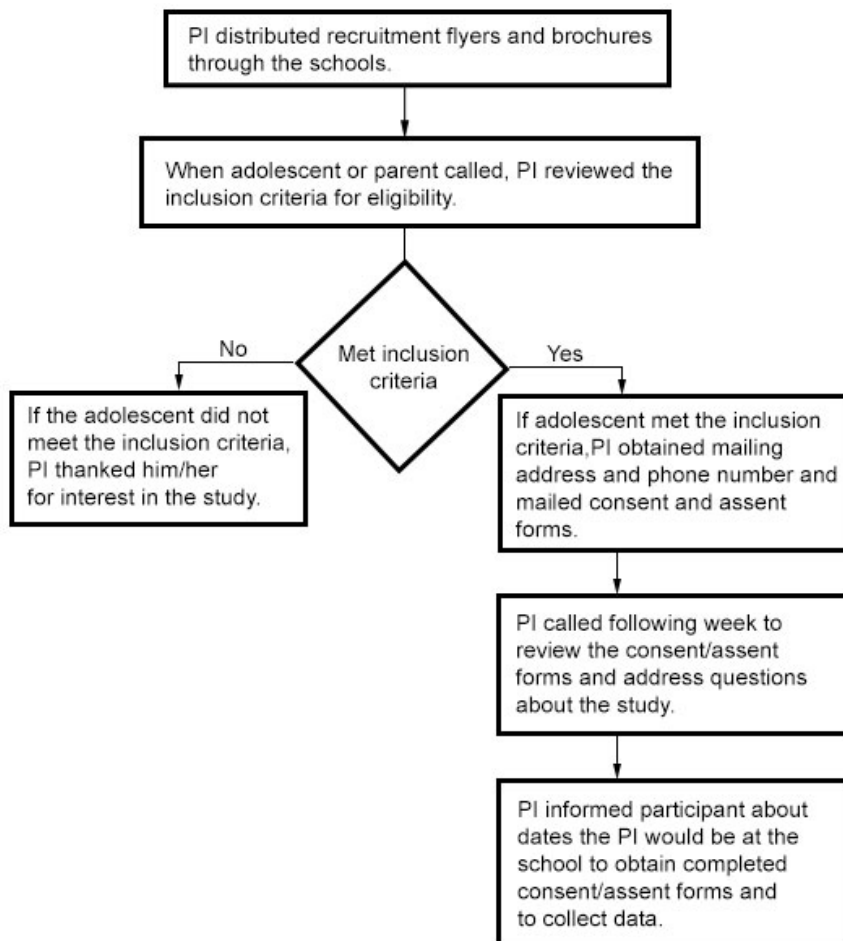 PI distributed recruitment flyers and brochures
through the schools.
When adolescent or parent called, PI reviewed the
inclusion criteria for eligibility.
Met inclusion
criteria
No
Yes
If the adolescent did not
meet the inclusion criteria,
PI thanked him/her
for interest in the study.
If adolescent met the inclusion
criteria,PI obtained mailing
address and phone number and
mailed consent and assent
forms.
PI called following week to
review the consent/assent
forms and address questions
about the study.
PI informed participant about
dates the PI would be at the
school to obtain completed
consent/assent forms and
to collect data.